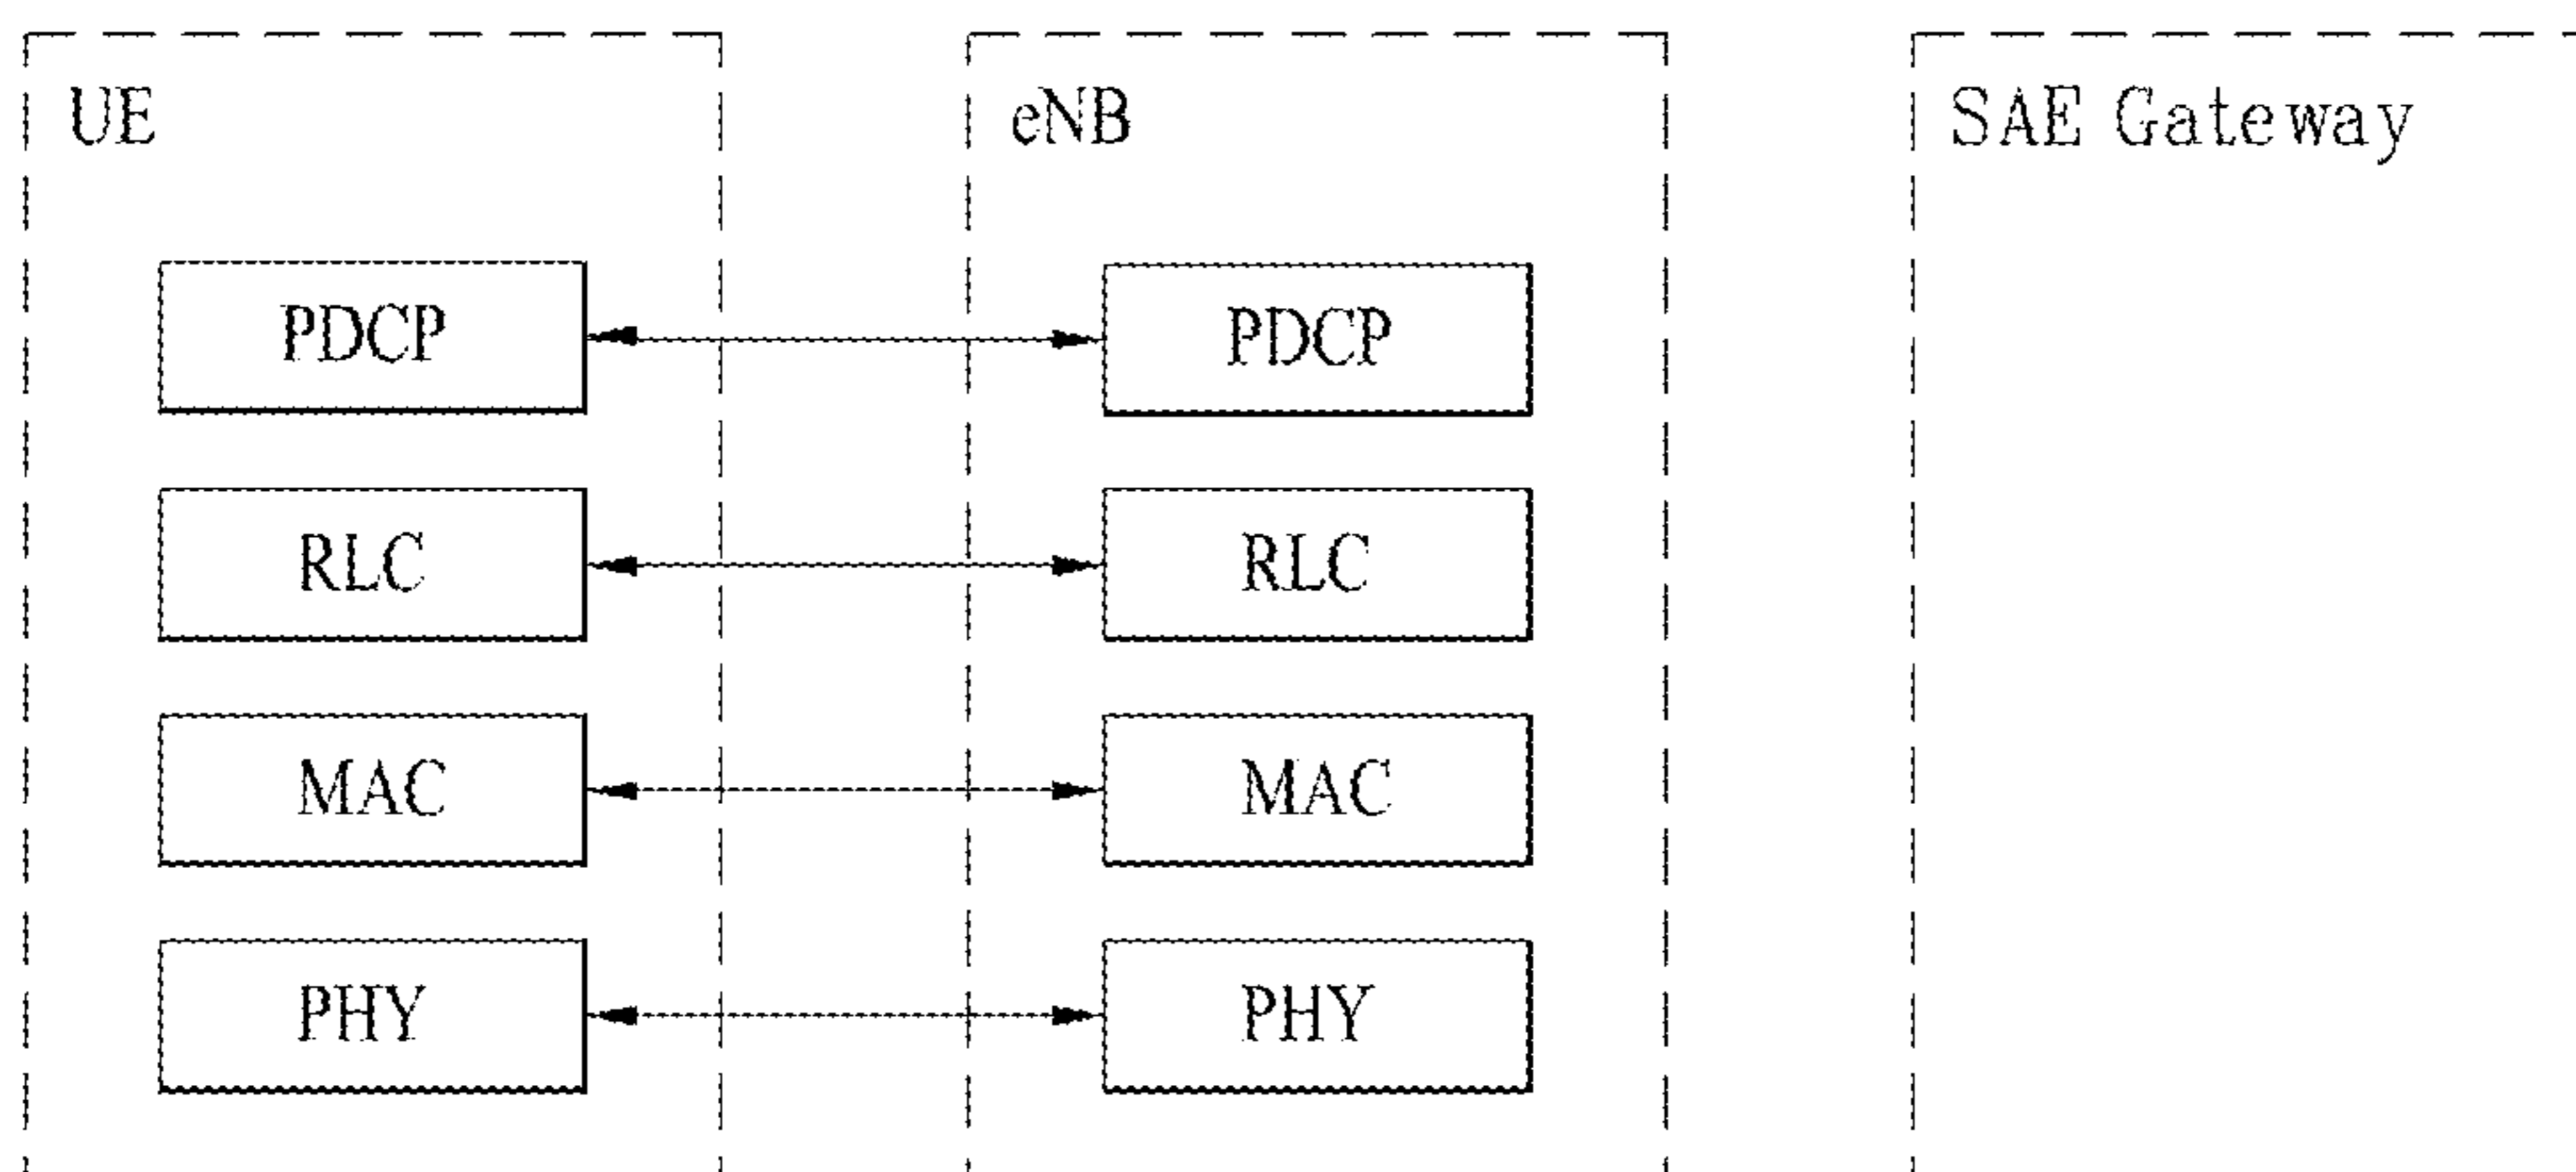 UE
eNB
SAE Gateway
PDCP
PDCP
RLC
RLC
MAC
MAC
PHY
PHY